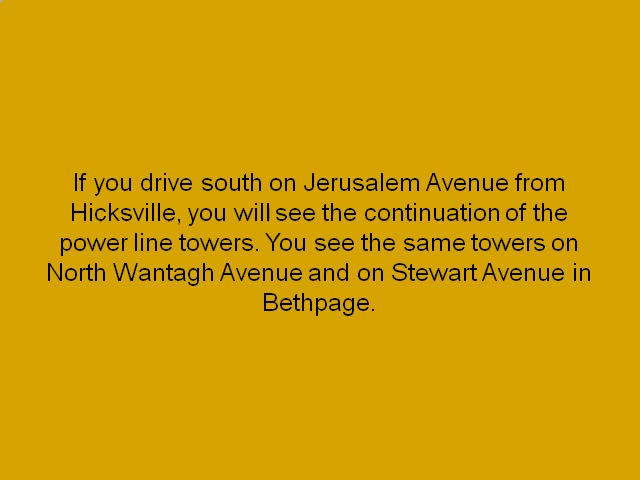 If you drive south on Jerusalem Avenue from
Hicksville, you will see the continuation of the
power line towers. You see the same towers on
North Wantagh Avenue and on Stewart Avenue in
Bethpage.